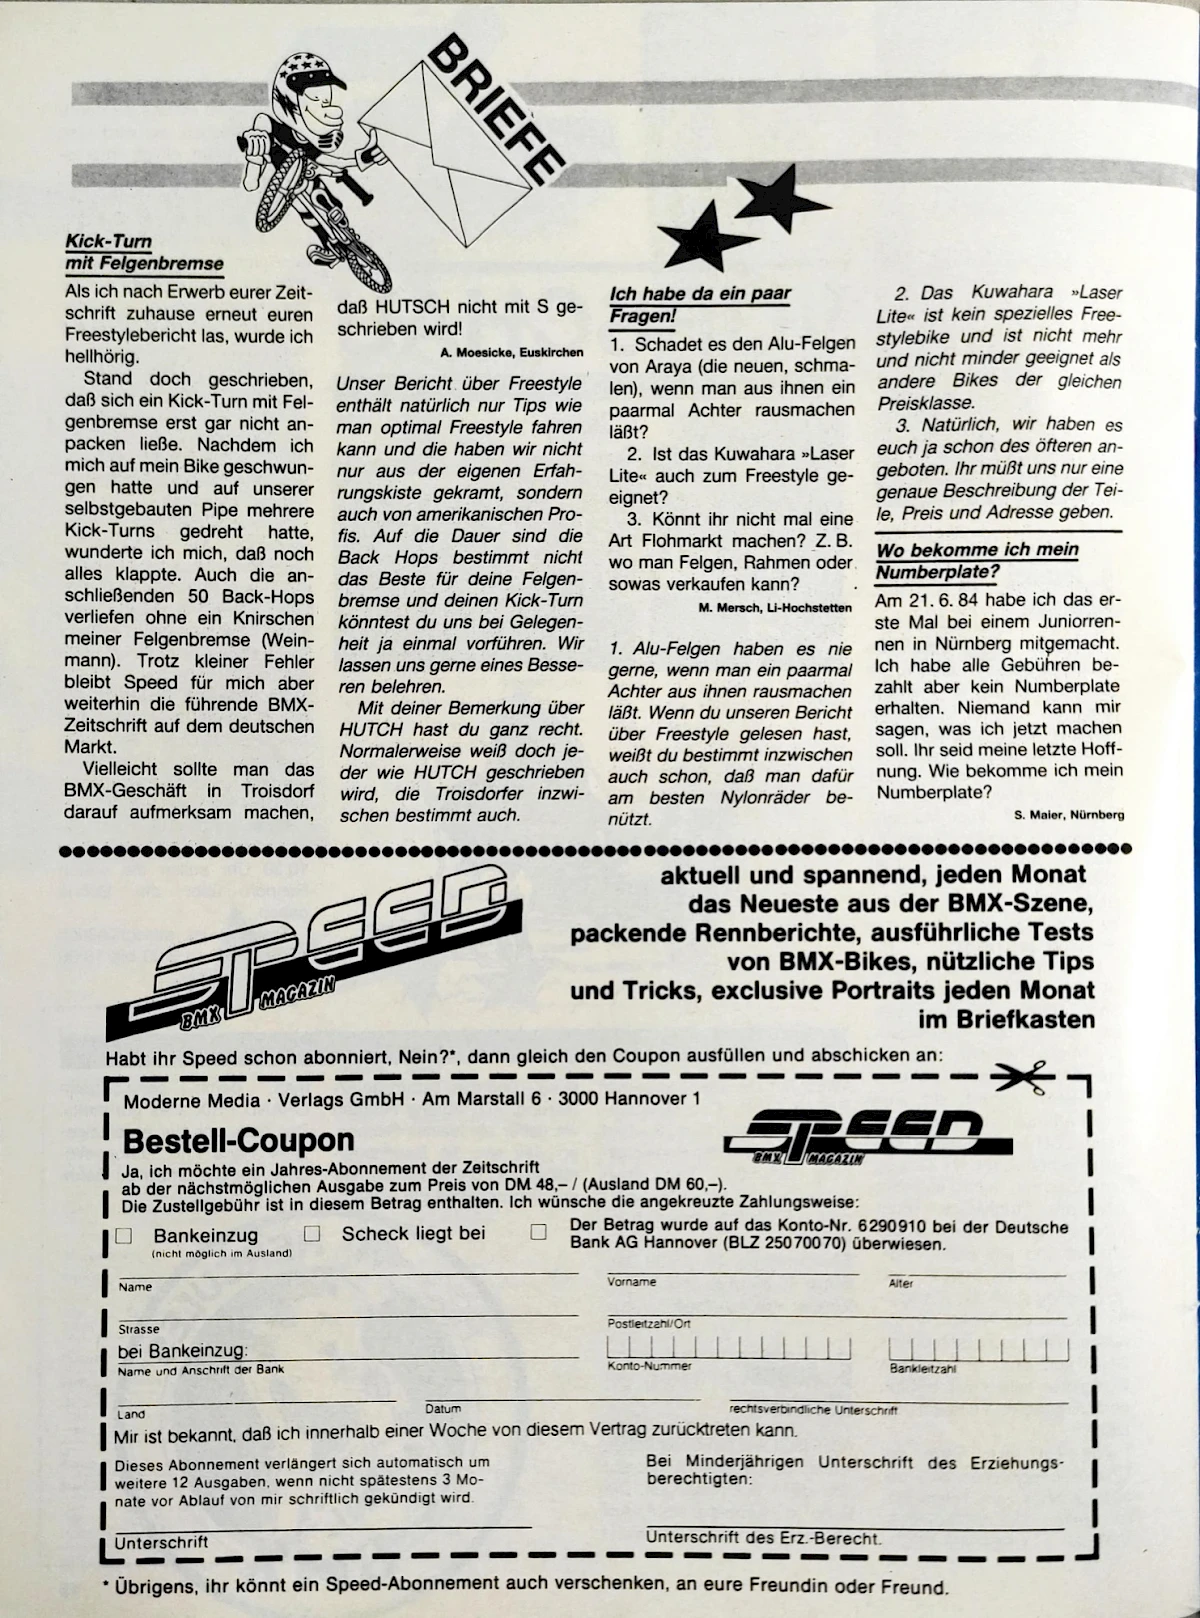 BRIEFE
Kick-Turn
mit Felgenbremse
Als ich nach Erwerb eurer Zeit-
schrift zuhause erneut euren
Freestylebericht las, wurde ich
hellhörig.
Stand doch geschrieben,
daß sich ein Kick-Turn mit Fel-
genbremse erst gar nicht an-
packen ließe. Nachdem ich
mich auf mein Bike geschwun-
gen hatte und auf unserer
selbstgebauten Pipe mehrere
Kick-Turns gedreht hatte,
wunderte ich mich, daß noch
alles klappte. Auch die an-
schließenden 50 Back-Hops
verliefen ohne ein Knirschen
meiner Felgenbremse (Wein-
mann). Trotz kleiner Fehler
bleibt Speed für mich aber
weiterhin die führende BMX-
Zeitschrift auf dem deutschen
Markt.
Vielleicht sollte man das
BMX-Geschäft in Troisdorf
darauf aufmerksam machen,
daß HUTSCH nicht mit S ge-
schrieben wird!
A. Moesicke, Euskirchen
Unser Bericht über Freestyle
enthält natürlich nur Tips wie
man optimal Freestyle fahren
kann und die haben wir nicht
nur aus der eigenen Erfah-
rungskiste gekramt, sondern
auch von amerikanischen Pro-
fis. Auf die Dauer sind die
Back Hops bestimmt nicht
das Beste für deine Felgen-
bremse und deinen Kick-Turn
könntest du uns bei Gelegen-
heit ja einmal vorführen. Wir
lassen uns gerne eines Besse-
ren belehren.
Mit deiner Bemerkung über
HUTCH hast du ganz recht.
Normalerweise weiß doch je-
der wie HUTCH geschrieben
wird, die Troisdorfer inzwi-
schen bestimmt auch.
Ich habe da ein paar
Fragen!
1. Schadet es den Alu-Felgen
von Araya (die neuen, schma-
len), wenn man aus ihnen ein
paarmal Achter rausmachen
läßt?
2. Ist das Kuwahara »Laser
Lite« auch zum Freestyle ge-
eignet?
3. Könnt ihr nicht mal eine
Art Flohmarkt machen? Z. B.
wo man Felgen, Rahmen oder
sowas verkaufen kann?
M. Mersch, Li-Hochstetten
1. Alu-Felgen haben es nie
gerne, wenn man ein paarmal
Achter aus ihnen rausmachen
läßt. Wenn du unseren Bericht
über Freestyle gelesen hast,
weißt du bestimmt inzwischen
auch schon, daß man dafür
am besten Nylonräder be-
nützt.
2. Das Kuwahara »Laser
Lite« ist kein spezielles Free-
stylebike und ist nicht mehr
und nicht minder geeignet als
andere Bikes der gleichen
Preisklasse.
3. Natürlich, wir haben es
euch ja schon des öfteren an-
geboten. Ihr müßt uns nur eine
genaue Beschreibung der Tei-
le, Preis und Adresse geben.
Wo bekomme ich mein
Numberplate?
Am 21. 6. 84 habe ich das er-
ste Mal bei einem Juniorren-
nen in Nürnberg mitgemacht.
Ich habe alle Gebühren be-
zahlt aber kein Numberplate
erhalten. Niemand kann mir
sagen, was ich jetzt machen
soll. Ihr seid meine letzte Hoff-
nung. Wie bekomme ich mein
Numberplate?
S. Maier, Nürnberg
SPEED
BMX MAGAZIN
aktuell und spannend, jeden Monat
das Neueste aus der BMX-Szene,
packende Rennberichte, ausführliche Tests
von BMX-Bikes, nützliche Tips
und Tricks, exclusive Portraits jeden Monat
im Briefkasten
Habt ihr Speed schon abonniert, Nein?*, dann gleich den Coupon ausfüllen und abschicken an:
Moderne Media · Verlags GmbH · Am Marstall 6 · 3000 Hannover 1
SPEED
BMX MAGAZIN
Bestell-Coupon
Ja, ich möchte ein Jahres-Abonnement der Zeitschrift
ab der nächstmöglichen Ausgabe zum Preis von DM 48,– / (Ausland DM 60,–).
Die Zustellgebühr ist in diesem Betrag enthalten. Ich wünsche die angekreuzte Zahlungsweise:
Bankeinzug
(nicht möglich im Ausland)
Scheck liegt bei
Der Betrag wurde auf das Konto-Nr. 6290910 bei der Deutsche
Bank AG Hannover (BLZ 25070070) überwiesen.
Name Vorname Alter
Strasse Postleitzahl/Ort
bei Bankeinzug:
Name und Anschrift der Bank Konto-Nummer Bankleitzahl
Land Datum rechtsverbindliche Unterschrift
Mir ist bekannt, daß ich innerhalb einer Woche von diesem Vertrag zurücktreten kann.
Dieses Abonnement verlängert sich automatisch um
weitere 12 Ausgaben, wenn nicht spätestens 3 Mo-
nate vor Ablauf von mir schriftlich gekündigt wird.
Bei Minderjährigen Unterschrift des Erziehungs-
berechtigten:
Unterschrift Unterschrift des Erz.-Berecht.
* Übrigens, ihr könnt ein Speed-Abonnement auch verschenken, an eure Freundin oder Freund.